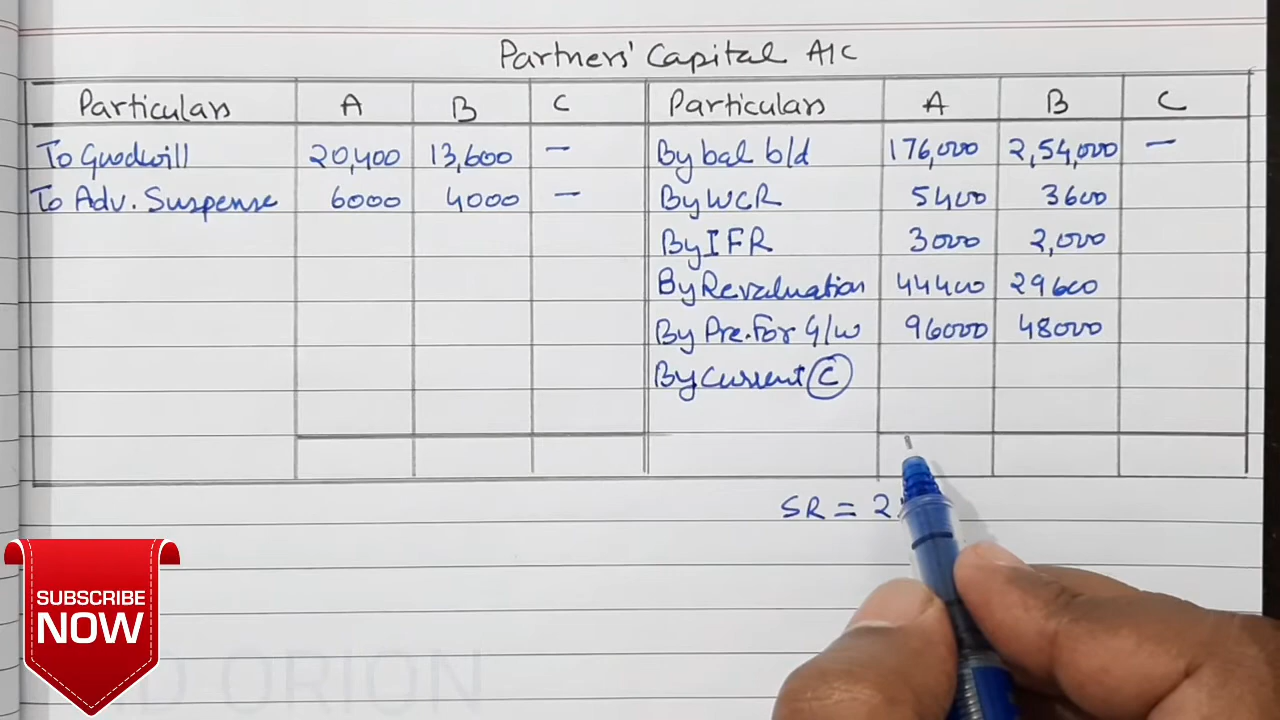 Partners' Capital A/C
Particulars A B C Particulars A B C
To Goodwill 20,400 13,600 — By bal b/d 176,000 2,54,000 —
To Adv. Suspense 6000 4000 — By WCR 5400 3600
By IFR 3000 2,000
By Revaluation 44400 29600
By Pre. For G/w 96000 48000
By Current C
SR = 2
SUBSCRIBE
NOW
ORION